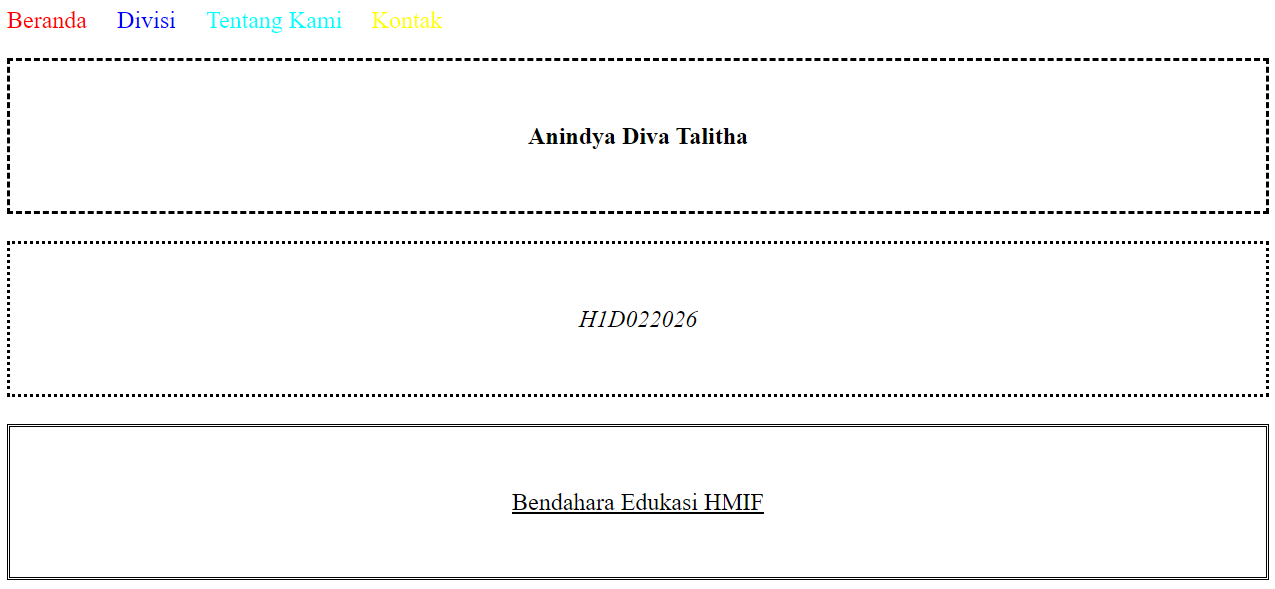 Beranda Divisi Tentang Kami Kontak
Anindya Diva Talitha
H1D022026
Bendahara Edukasi HMIF